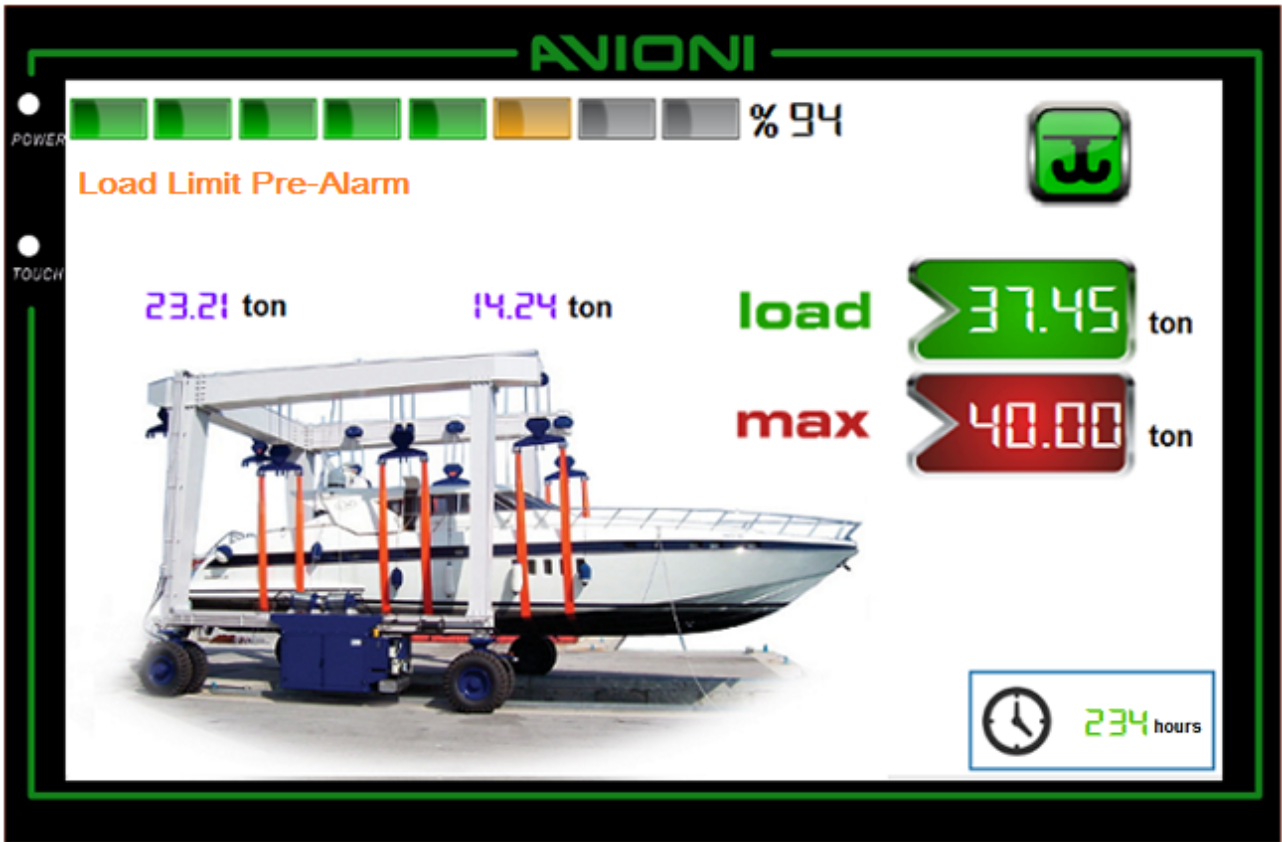 AVIONI
POWER
% 94
Load Limit Pre-Alarm
TOUCH
23.21 ton
14.24 ton
load 37.45 ton
max 40.00 ton
234 hours